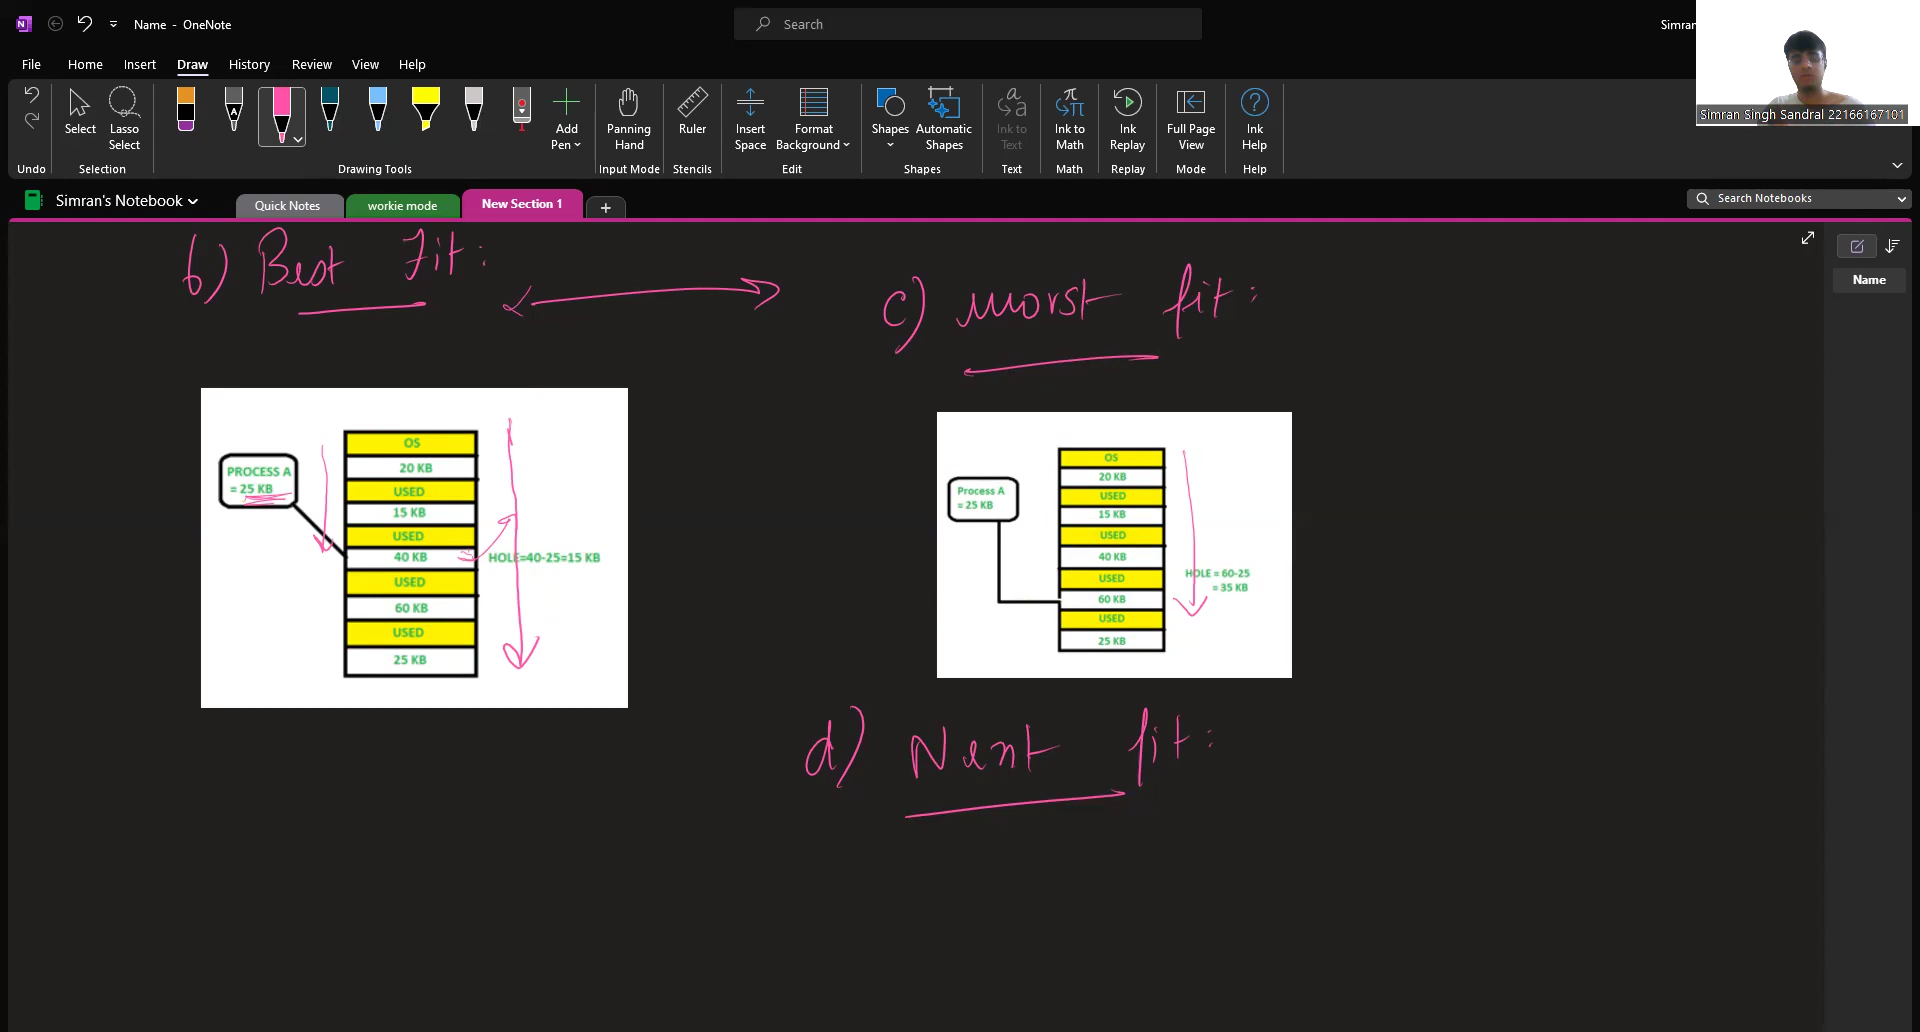 Name - OneNote
Search
Simran
File Home Insert Draw History Review View Help
Select
Lasso Select
Add Pen
Panning Hand
Ruler
Insert Space
Format Background
Shapes
Automatic Shapes
Ink to Text
Ink to Math
Ink Replay
Full Page View
Ink Help
Undo Selection Drawing Tools Input Mode Stencils Edit Shapes Text Math Replay Mode Help
Simran Singh Sandral 22166167101
Simran's Notebook
Quick Notes
workie mode
New Section 1
Search Notebooks
Name
b) Best Fit:
c) Worst fit:
PROCESS A
= 25 KB
OS
20 KB
USED
15 KB
USED
40 KB
USED
60 KB
USED
25 KB
HOLE=40-25=15 KB
Process A
= 25 KB
OS
20 KB
USED
15 KB
USED
40 KB
USED
60 KB
USED
25 KB
HOLE = 60-25
= 35 KB
d) Next fit: